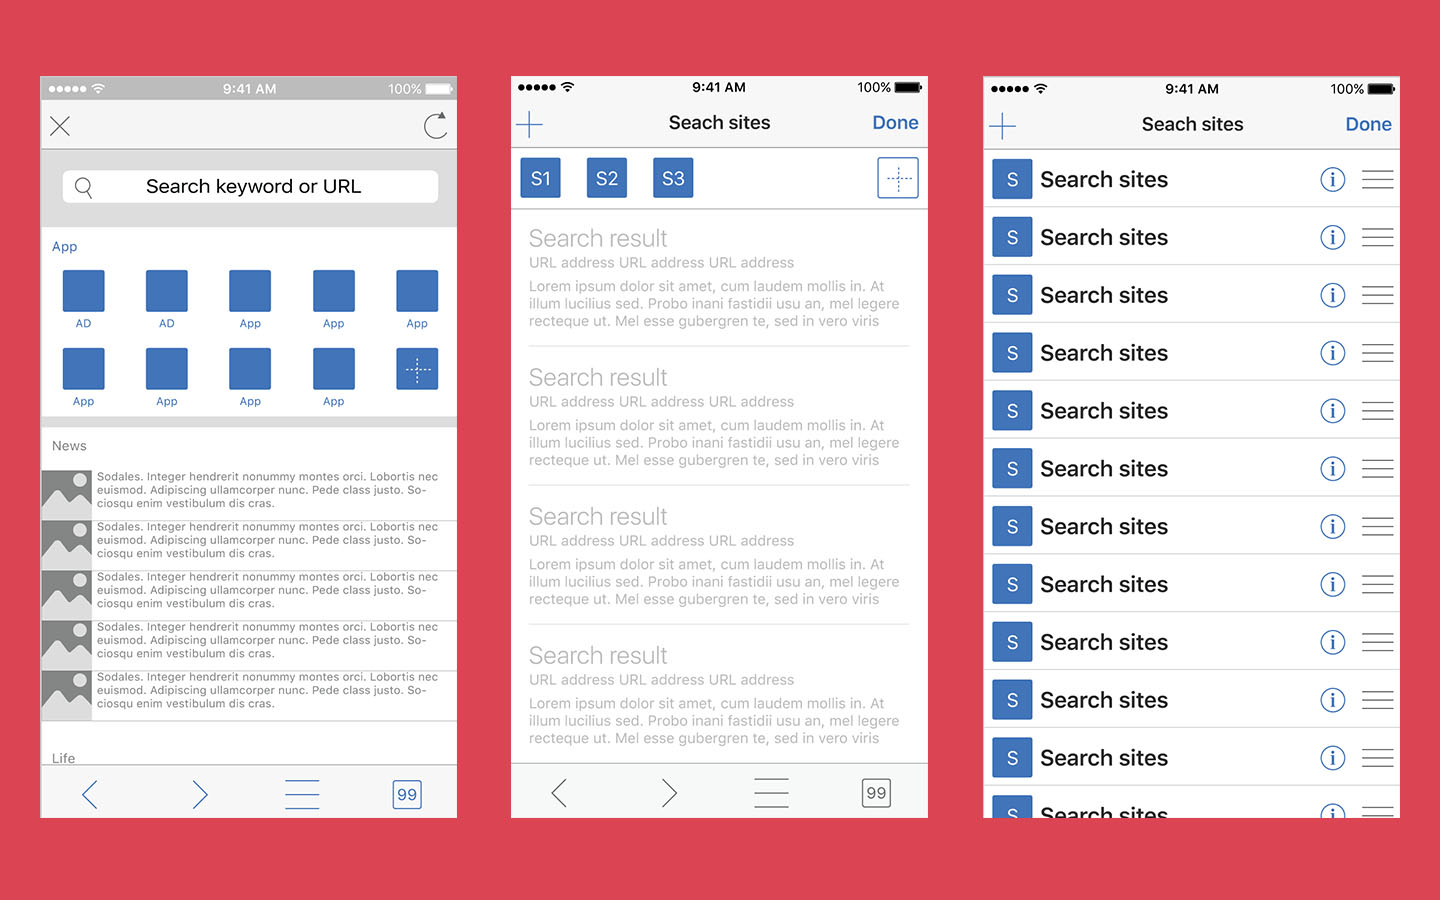 9:41 AM
100%
Search keyword or URL
App
AD
AD
App
App
App
App
App
App
App
News
Sodales. Integer hendrerit nonummy montes orci. Lobortis nec
euismod. Adipiscing ullamcorper nunc. Pede class justo. So-
ciosqu enim vestibulum dis cras.
Sodales. Integer hendrerit nonummy montes orci. Lobortis nec
euismod. Adipiscing ullamcorper nunc. Pede class justo. So-
ciosqu enim vestibulum dis cras.
Sodales. Integer hendrerit nonummy montes orci. Lobortis nec
euismod. Adipiscing ullamcorper nunc. Pede class justo. So-
ciosqu enim vestibulum dis cras.
Sodales. Integer hendrerit nonummy montes orci. Lobortis nec
euismod. Adipiscing ullamcorper nunc. Pede class justo. So-
ciosqu enim vestibulum dis cras.
Sodales. Integer hendrerit nonummy montes orci. Lobortis nec
euismod. Adipiscing ullamcorper nunc. Pede class justo. So-
ciosqu enim vestibulum dis cras.
Life
99
9:41 AM
100%
Seach sites
Done
S1
S2
S3
Search result
URL address URL address URL address
Lorem ipsum dolor sit amet, cum laudem mollis in. At
illum lucilius sed. Probo inani fastidii usu an, mel legere
recteque ut. Mel esse gubergren te, sed in vero viris
Search result
URL address URL address URL address
Lorem ipsum dolor sit amet, cum laudem mollis in. At
illum lucilius sed. Probo inani fastidii usu an, mel legere
recteque ut. Mel esse gubergren te, sed in vero viris
Search result
URL address URL address URL address
Lorem ipsum dolor sit amet, cum laudem mollis in. At
illum lucilius sed. Probo inani fastidii usu an, mel legere
recteque ut. Mel esse gubergren te, sed in vero viris
Search result
URL address URL address URL address
Lorem ipsum dolor sit amet, cum laudem mollis in. At
illum lucilius sed. Probo inani fastidii usu an, mel legere
recteque ut. Mel esse gubergren te, sed in vero viris
99
9:41 AM
100%
Seach sites
Done
S Search sites i
S Search sites i
S Search sites i
S Search sites i
S Search sites i
S Search sites i
S Search sites i
S Search sites i
S Search sites i
S Search sites i
S Search sites i
S Search sites i